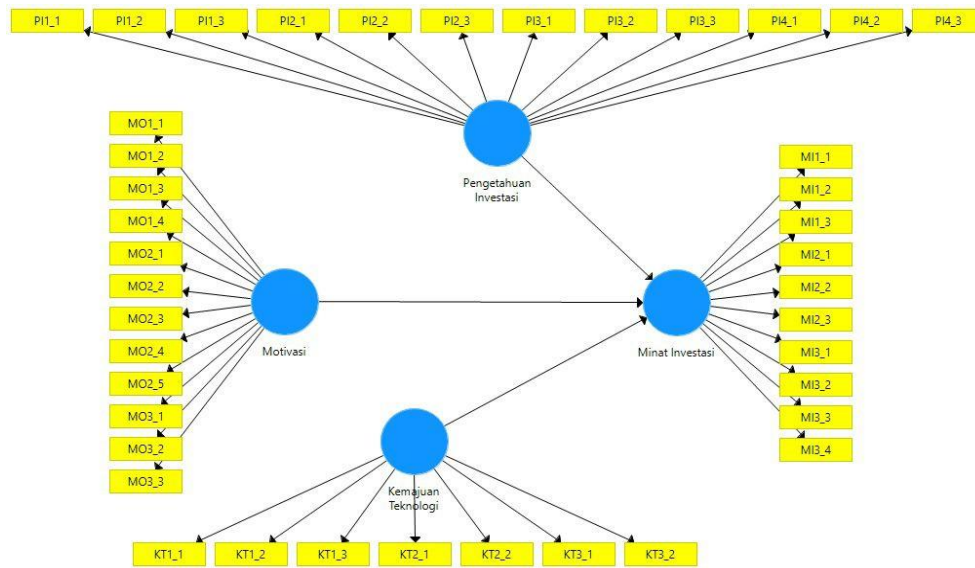 PI1_1
PI1_2
PI1_3
PI2_1
PI2_2
PI2_3
PI3_1
PI3_2
PI3_3
PI4_1
PI4_2
PI4_3
Pengetahuan
Investasi
MO1_1
MO1_2
MO1_3
MO1_4
MO2_1
MO2_2
MO2_3
MO2_4
MO2_5
MO3_1
MO3_2
MO3_3
Motivasi
MI1_1
MI1_2
MI1_3
MI2_1
MI2_2
MI2_3
MI3_1
MI3_2
MI3_3
MI3_4
Minat Investasi
Kemajuan
Teknologi
KT1_1
KT1_2
KT1_3
KT2_1
KT2_2
KT3_1
KT3_2